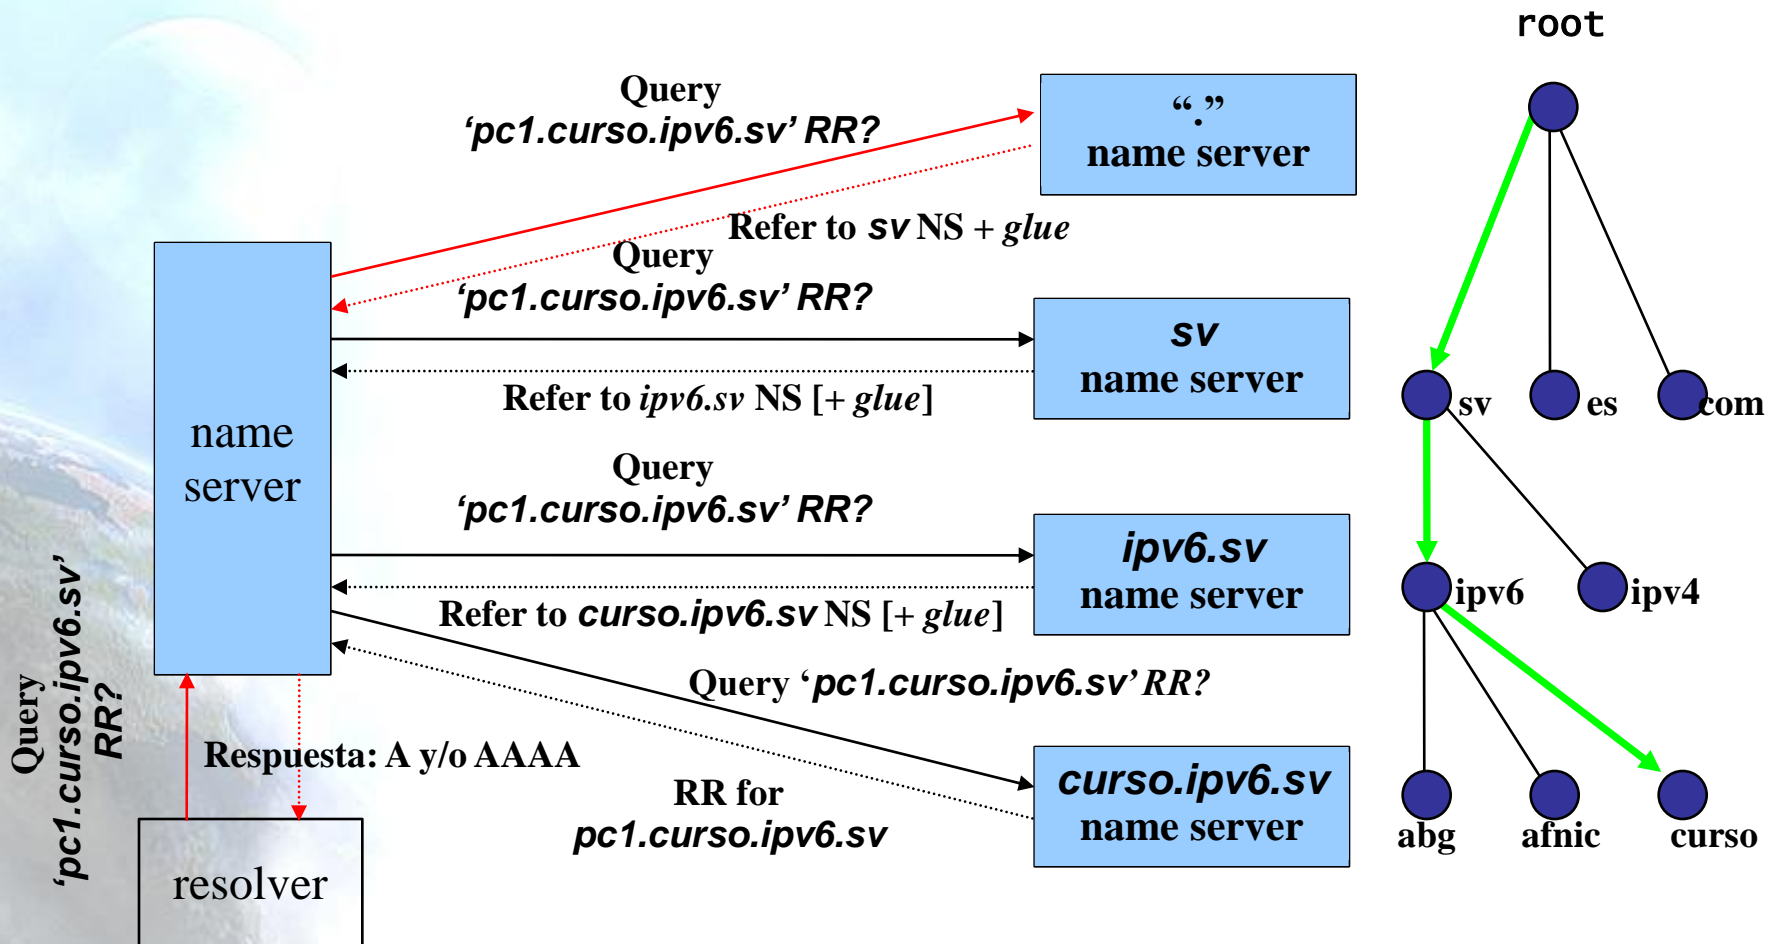 root
Query
‘pc1.curso.ipv6.sv’ RR?
“.”
name server
Refer to sv NS + glue
Query
‘pc1.curso.ipv6.sv’ RR?
sv
name server
Refer to ipv6.sv NS [+ glue]
sv
es
com
name
server
Query
‘pc1.curso.ipv6.sv’ RR?
ipv6.sv
name server
Refer to curso.ipv6.sv NS [+ glue]
ipv6
ipv4
Query ‘pc1.curso.ipv6.sv’ RR?
Query
‘pc1.curso.ipv6.sv’
RR?
Respuesta: A y/o AAAA
RR for
pc1.curso.ipv6.sv
curso.ipv6.sv
name server
abg
afnic
curso
resolver